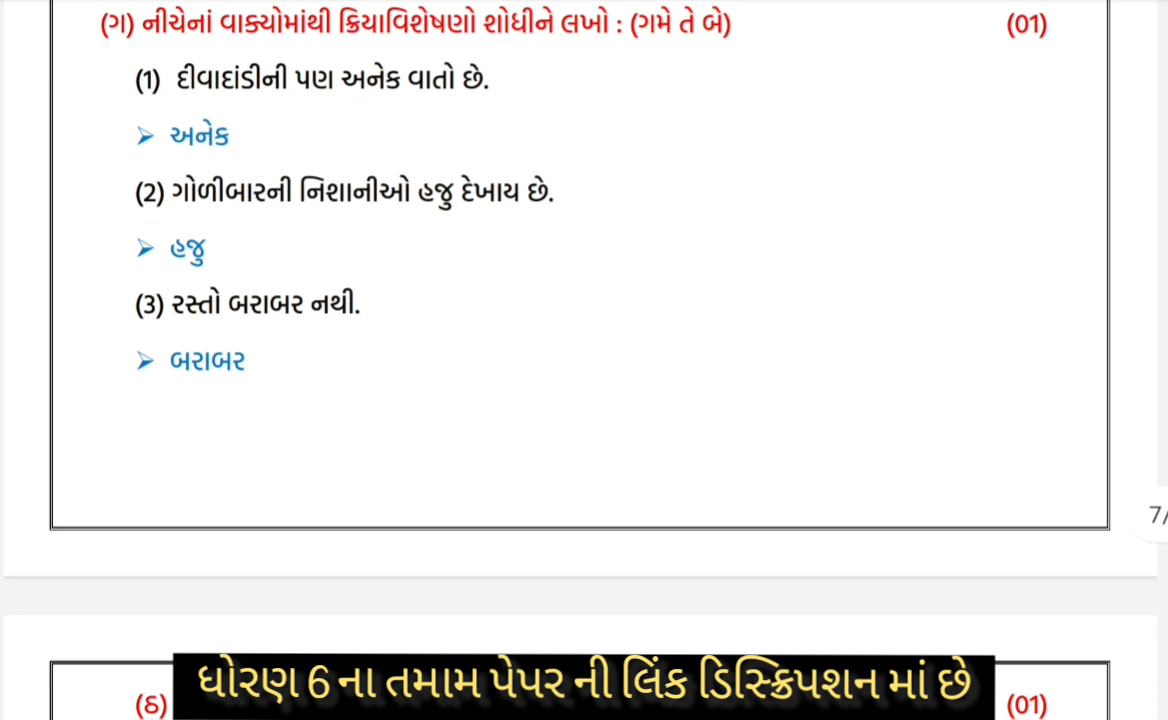 (ગ) નીચેનાં વાક્યોમાંથી ક્રિયાવિશેષણો શોધીને લખો : (ગમે તે બે) (01)
(1) દીવાદાંડીની પણ અનેક વાતો છે.
➢ અનેક
(2) ગોળીબારની નિશાનીઓ હજુ દેખાય છે.
➢ હજુ
(3) રસ્તો બરાબર નથી.
➢ બરાબર
7/
ધોરણ 6 ના તમામ પેપર ની લિંક ડિસ્ક્રિપશન માં છે
(ઠ) (01)